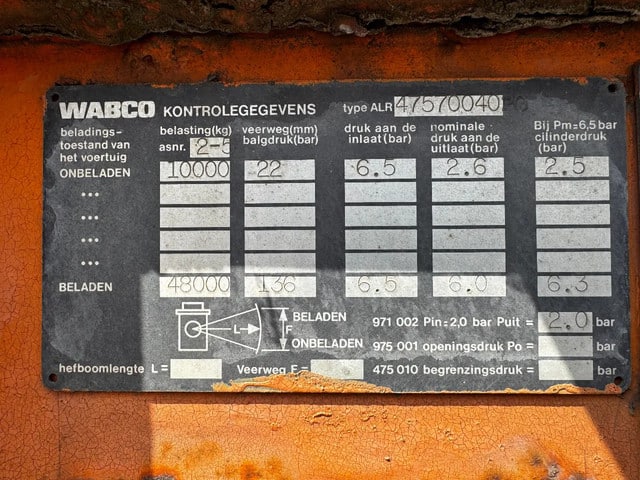 WABCO KONTROLEGEGEVENS type ALR 47570040
beladings-toestand van het voertuig belasting(kg) asnr. 2-5 veerweg(mm) balgdruk(bar) druk aan de inlaat(bar) nominale druk aan de uitlaat(bar) Bij Pm=6,5 bar cilinderdruk (bar)
ONBELADEN 10000 22 6.5 2.6 2.5
...
...
...
...
BELADEN 48000 136 6.5 6.0 6.3
BELADEN
L F
ONBELADEN
971 002 Pin=2,0 bar Puit = 2.0 bar
975 001 openingsdruk Po = bar
hefboomlengte L = Veerweg F = 475 010 begrenzingsdruk = bar